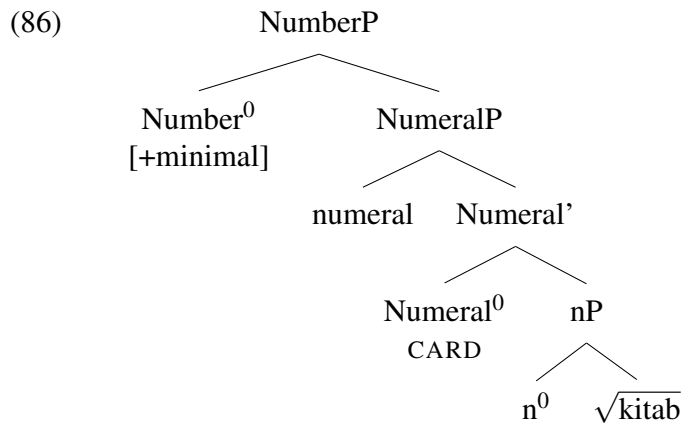 (86) NumberP
Number⁰ NumeralP
[+minimal]
numeral Numeral'
Numeral⁰ nP
CARD
n⁰ √kitab